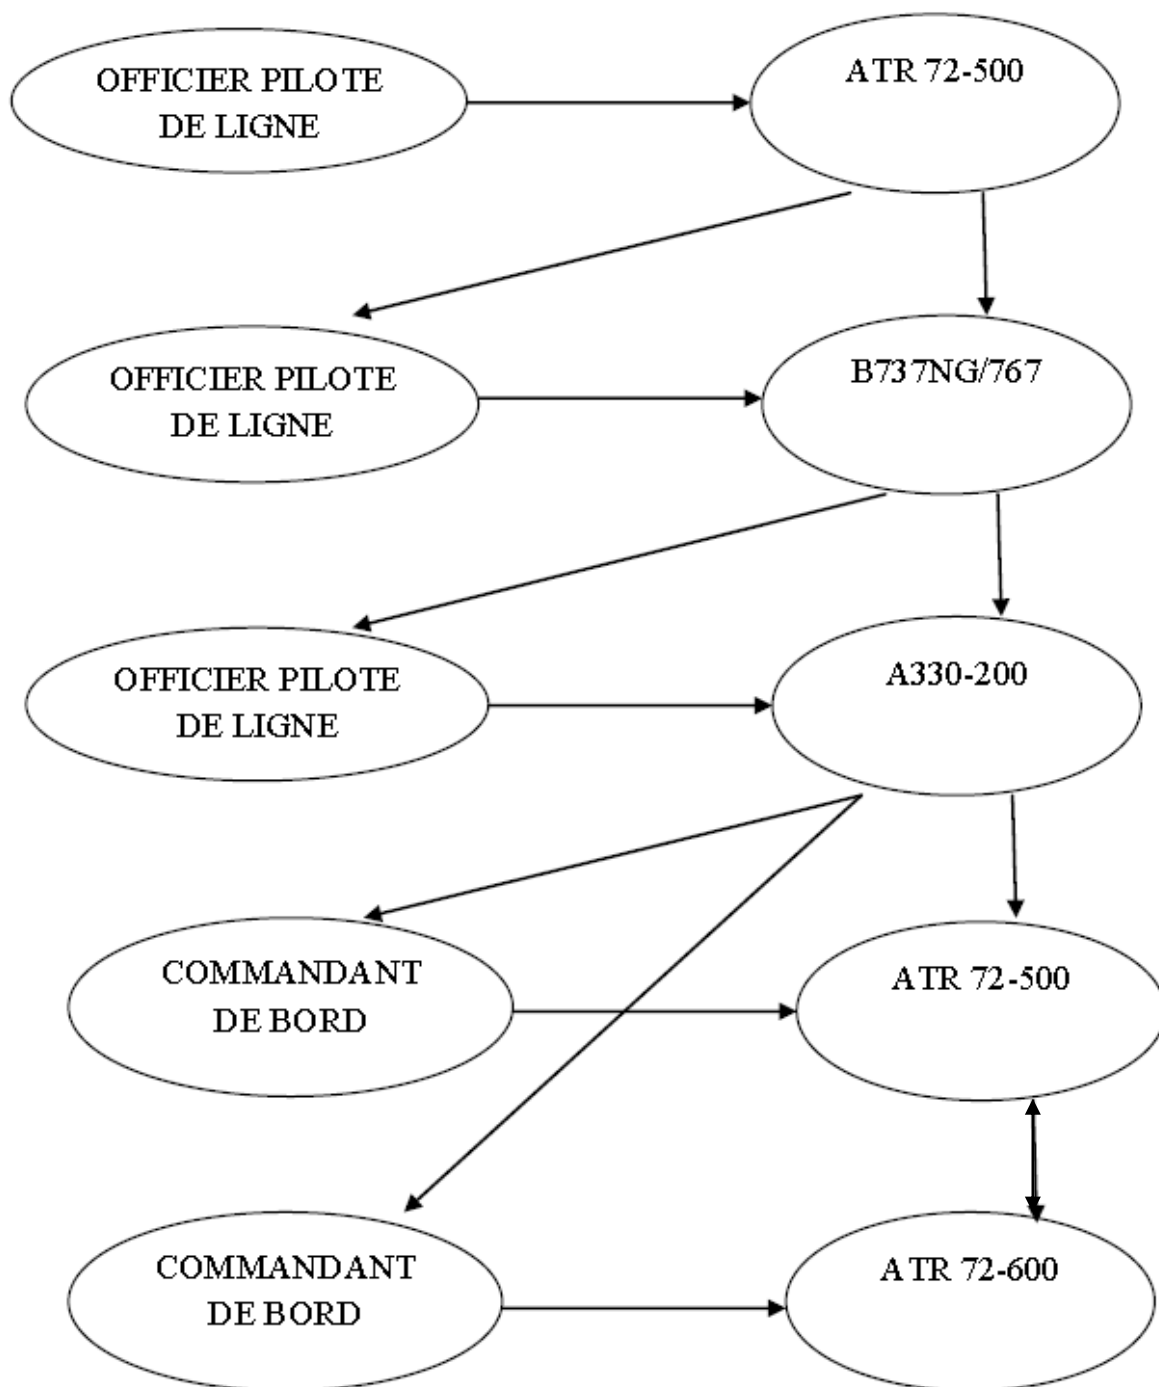 OFFICIER PILOTE
DE LIGNE
ATR 72-500
OFFICIER PILOTE
DE LIGNE
B737NG/767
OFFICIER PILOTE
DE LIGNE
A330-200
COMMANDANT
DE BORD
ATR 72-500
COMMANDANT
DE BORD
ATR 72-600